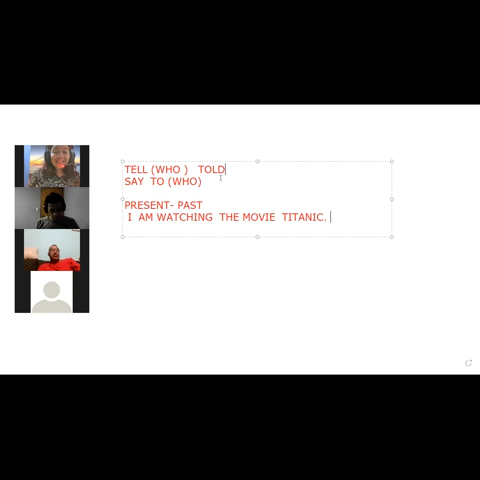 TELL (WHO ) TOLD
SAY TO (WHO)
PRESENT- PAST
I AM WATCHING THE MOVIE TITANIC.